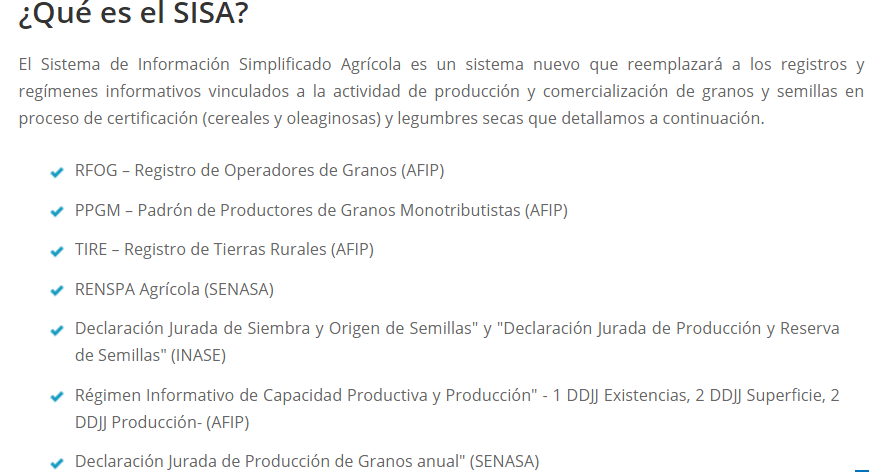 ¿Qué es el SISA?
El Sistema de Información Simplificado Agrícola es un sistema nuevo que reemplazará a los registros y
regímenes informativos vinculados a la actividad de producción y comercialización de granos y semillas en
proceso de certificación (cereales y oleaginosas) y legumbres secas que detallamos a continuación.
RFOG – Registro de Operadores de Granos (AFIP)
PPGM – Padrón de Productores de Granos Monotributistas (AFIP)
TIRE – Registro de Tierras Rurales (AFIP)
RENSPA Agrícola (SENASA)
Declaración Jurada de Siembra y Origen de Semillas" y "Declaración Jurada de Producción y Reserva
de Semillas" (INASE)
Régimen Informativo de Capacidad Productiva y Producción" - 1 DDJJ Existencias, 2 DDJJ Superficie, 2
DDJJ Producción- (AFIP)
Declaración Jurada de Producción de Granos anual" (SENASA)